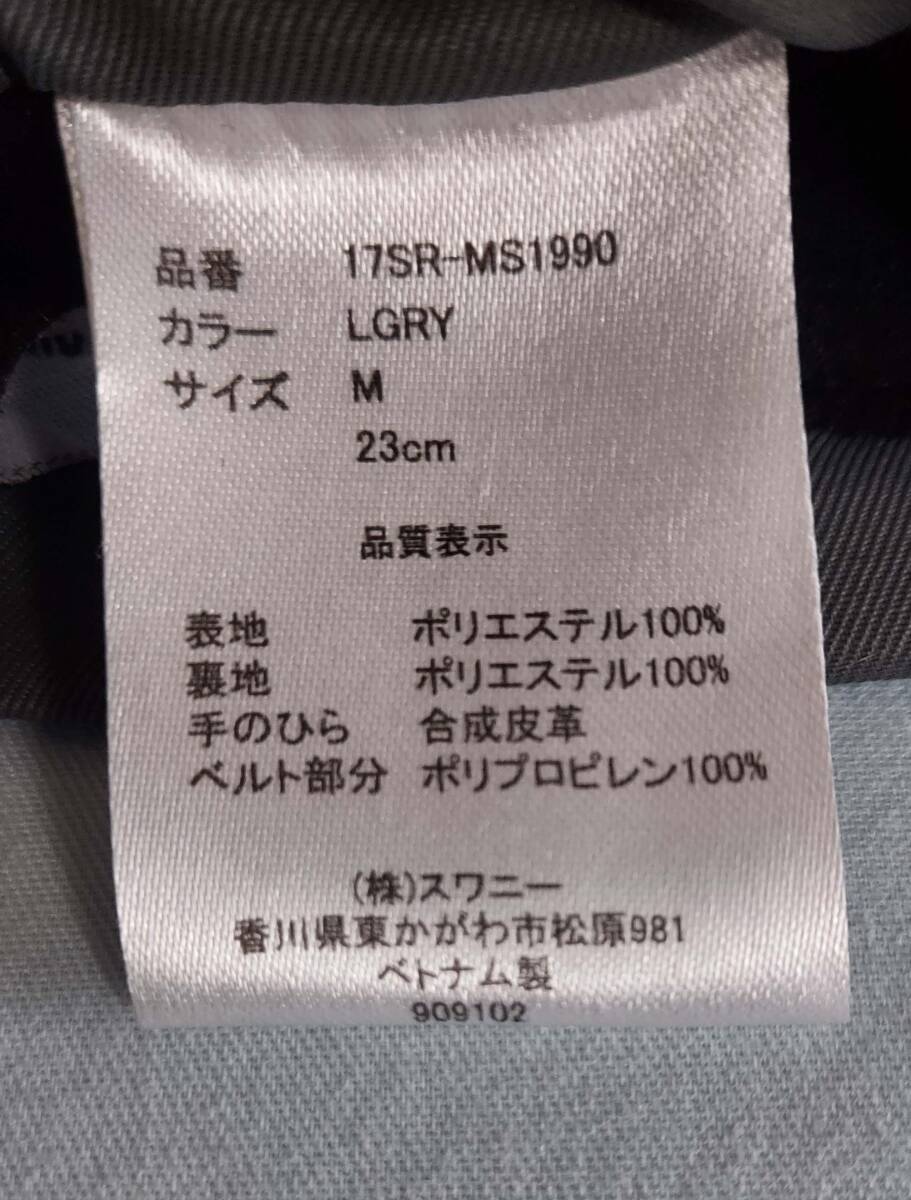 品番 17SR-MS1990
カラー LGRY
サイズ M
23cm
品質表示
表地 ポリエステル100%
裏地 ポリエステル100%
手のひら 合成皮革
ベルト部分 ポリプロピレン100%
(株)スワニー
香川県東かがわ市松原981
ベトナム製
909102